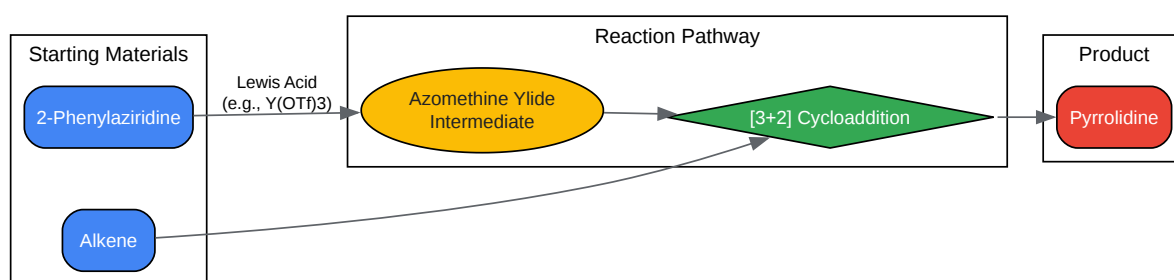 Starting Materials
2-Phenylaziridine
Alkene
Lewis Acid
(e.g., Y(OTf)3)
Reaction Pathway
Azomethine Ylide
Intermediate
[3+2] Cycloaddition
Product
Pyrrolidine